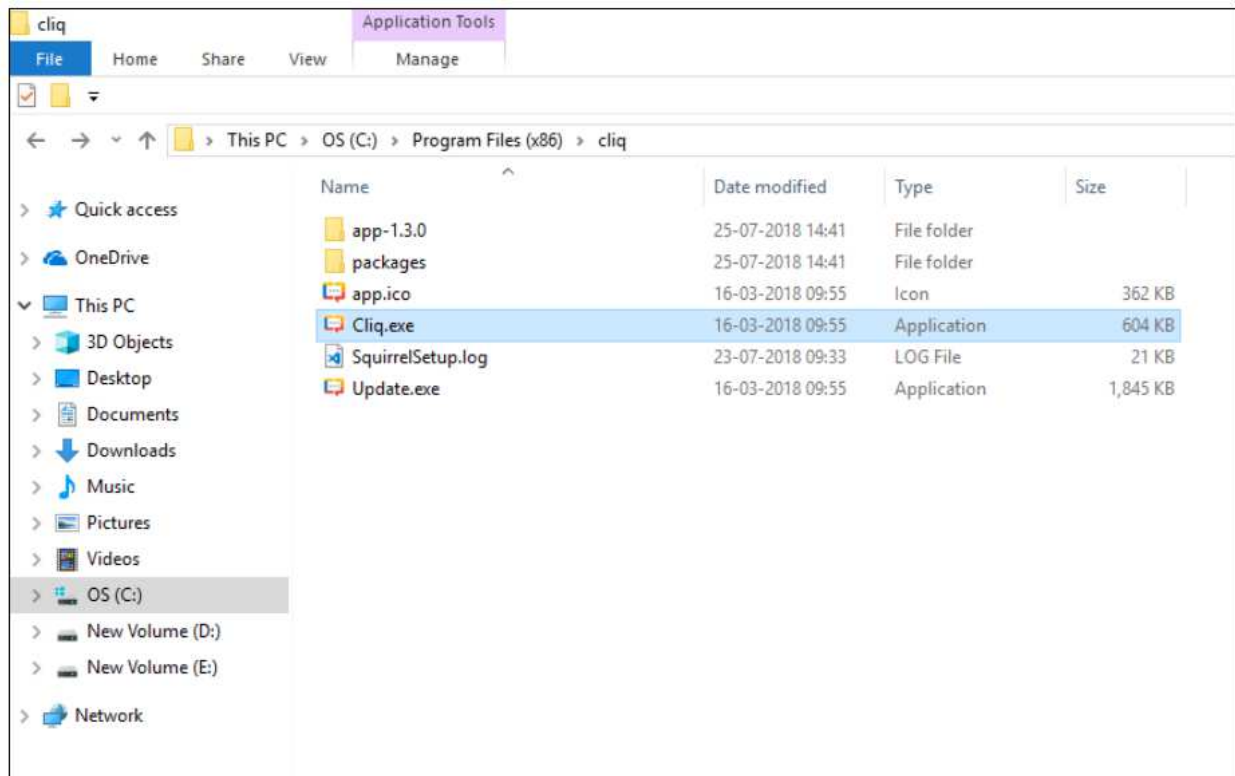 cliq Application Tools
File Home Share View Manage
This PC > OS (C:) > Program Files (x86) > cliq
Name Date modified Type Size
Quick access
OneDrive
This PC
3D Objects
Desktop
Documents
Downloads
Music
Pictures
Videos
OS (C:)
New Volume (D:)
New Volume (E:)
Network
app-1.3.0 25-07-2018 14:41 File folder
packages 25-07-2018 14:41 File folder
app.ico 16-03-2018 09:55 Icon 362 KB
Cliq.exe 16-03-2018 09:55 Application 604 KB
SquirrelSetup.log 23-07-2018 09:33 LOG File 21 KB
Update.exe 16-03-2018 09:55 Application 1,845 KB